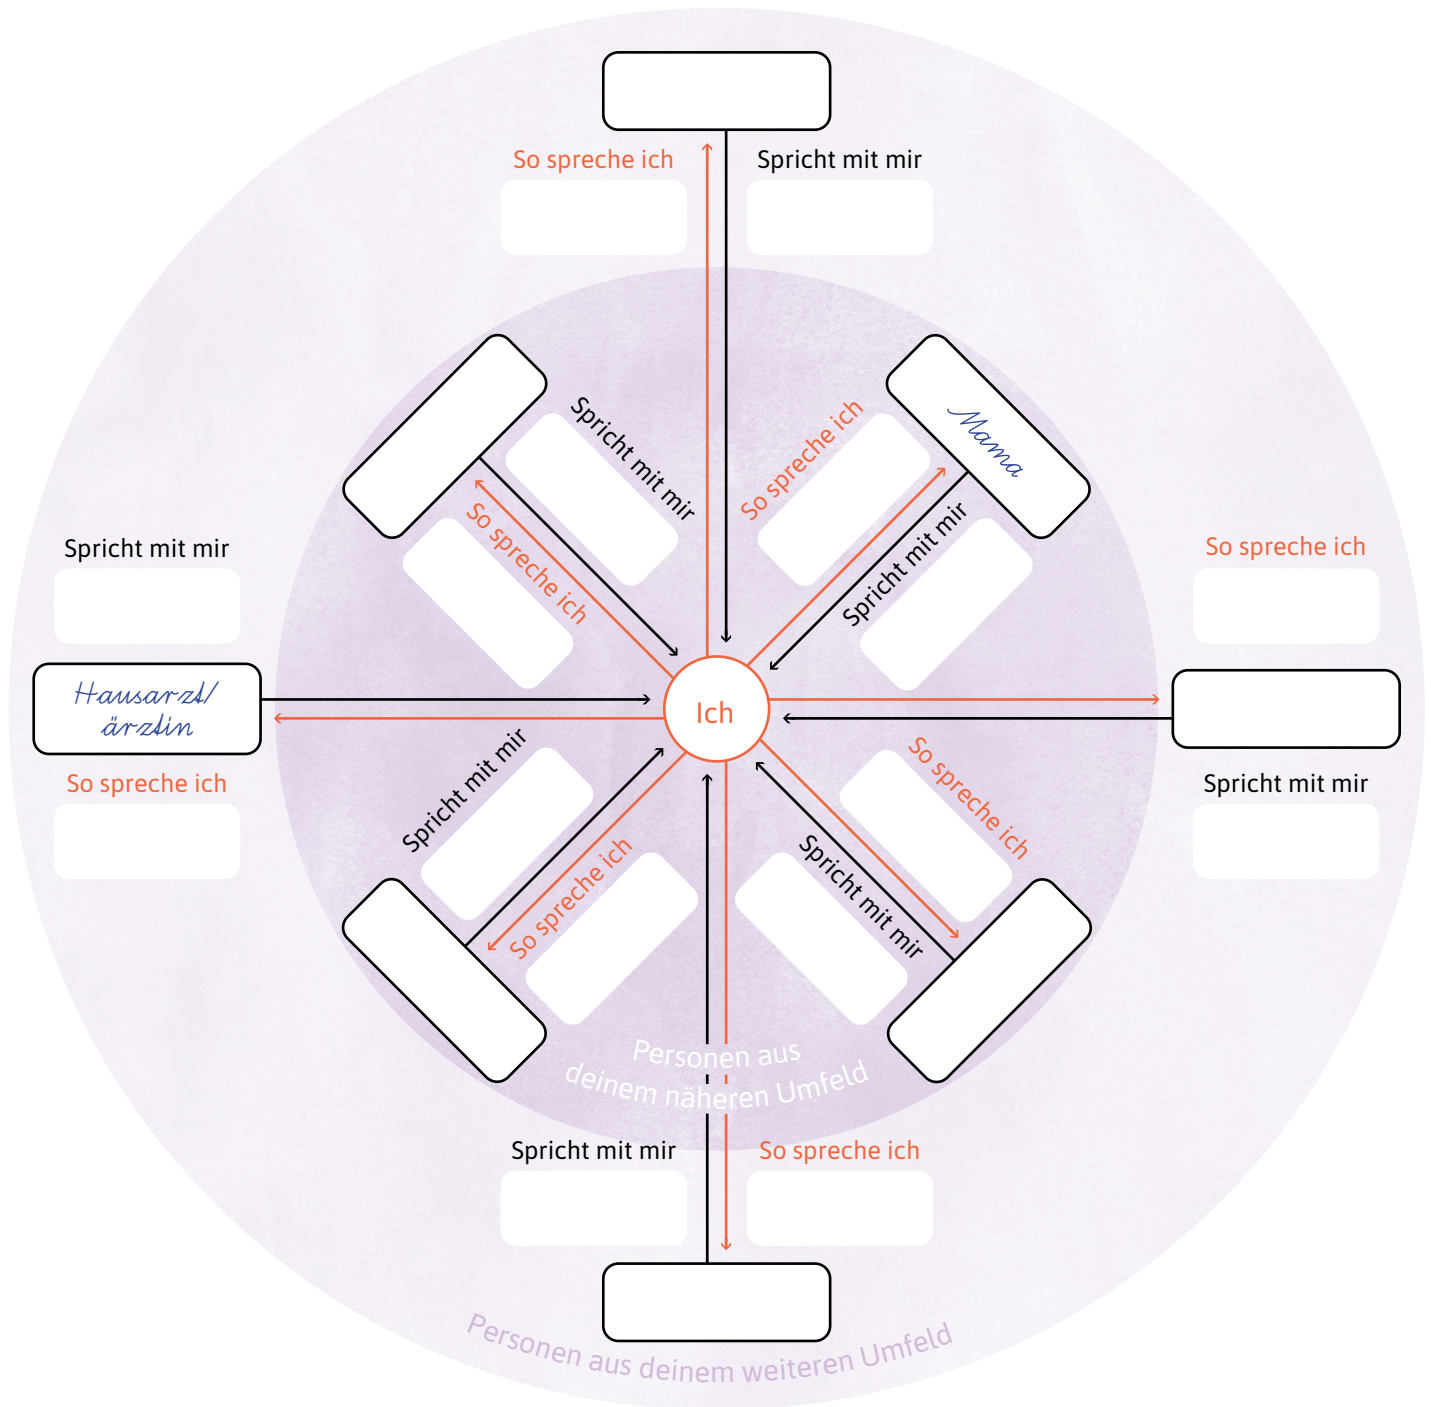 So spreche ich
Spricht mit mir
Spricht mit mir
So spreche ich
So spreche ich
Mama
Spricht mit mir
Spricht mit mir
Hausarzt/
ärztin
So spreche ich
Ich
So spreche ich
Spricht mit mir
Spricht mit mir
So spreche ich
So spreche ich
Spricht mit mir
Personen aus
deinem näheren Umfeld
Spricht mit mir
So spreche ich
Personen aus deinem weiteren Umfeld